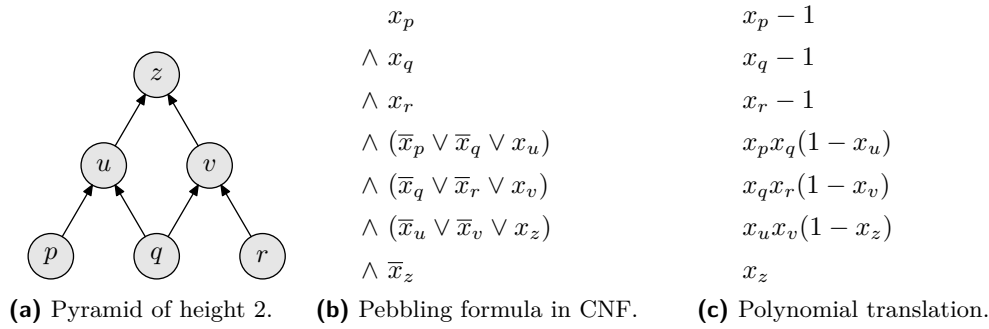 z
u v
p q r
(a) Pyramid of height 2.
x_p
∧ x_q
∧ x_r
∧ (x̅_p ∨ x̅_q ∨ x_u)
∧ (x̅_q ∨ x̅_r ∨ x_v)
∧ (x̅_u ∨ x̅_v ∨ x_z)
∧ x̅_z
(b) Pebbling formula in CNF.
x_p − 1
x_q − 1
x_r − 1
x_p x_q(1 − x_u)
x_q x_r(1 − x_v)
x_u x_v(1 − x_z)
x_z
(c) Polynomial translation.